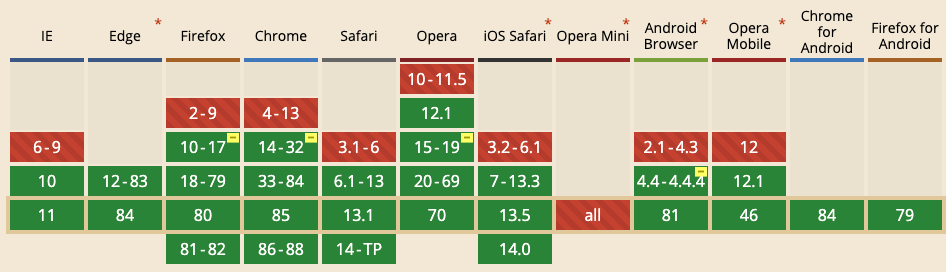 IE Edge * Firefox Chrome Safari Opera iOS Safari * Opera Mini * Android Browser * Opera Mobile * Chrome for Android Firefox for Android
10-11.5
2-9 4-13 12.1
6-9 10-17 14-32 3.1-6 15-19 3.2-6.1 2.1-4.3 12
10 12-83 18-79 33-84 6.1-13 20-69 7-13.3 4.4-4.4.4 12.1
11 84 80 85 13.1 70 13.5 all 81 46 84 79
81-82 86-88 14-TP 14.0